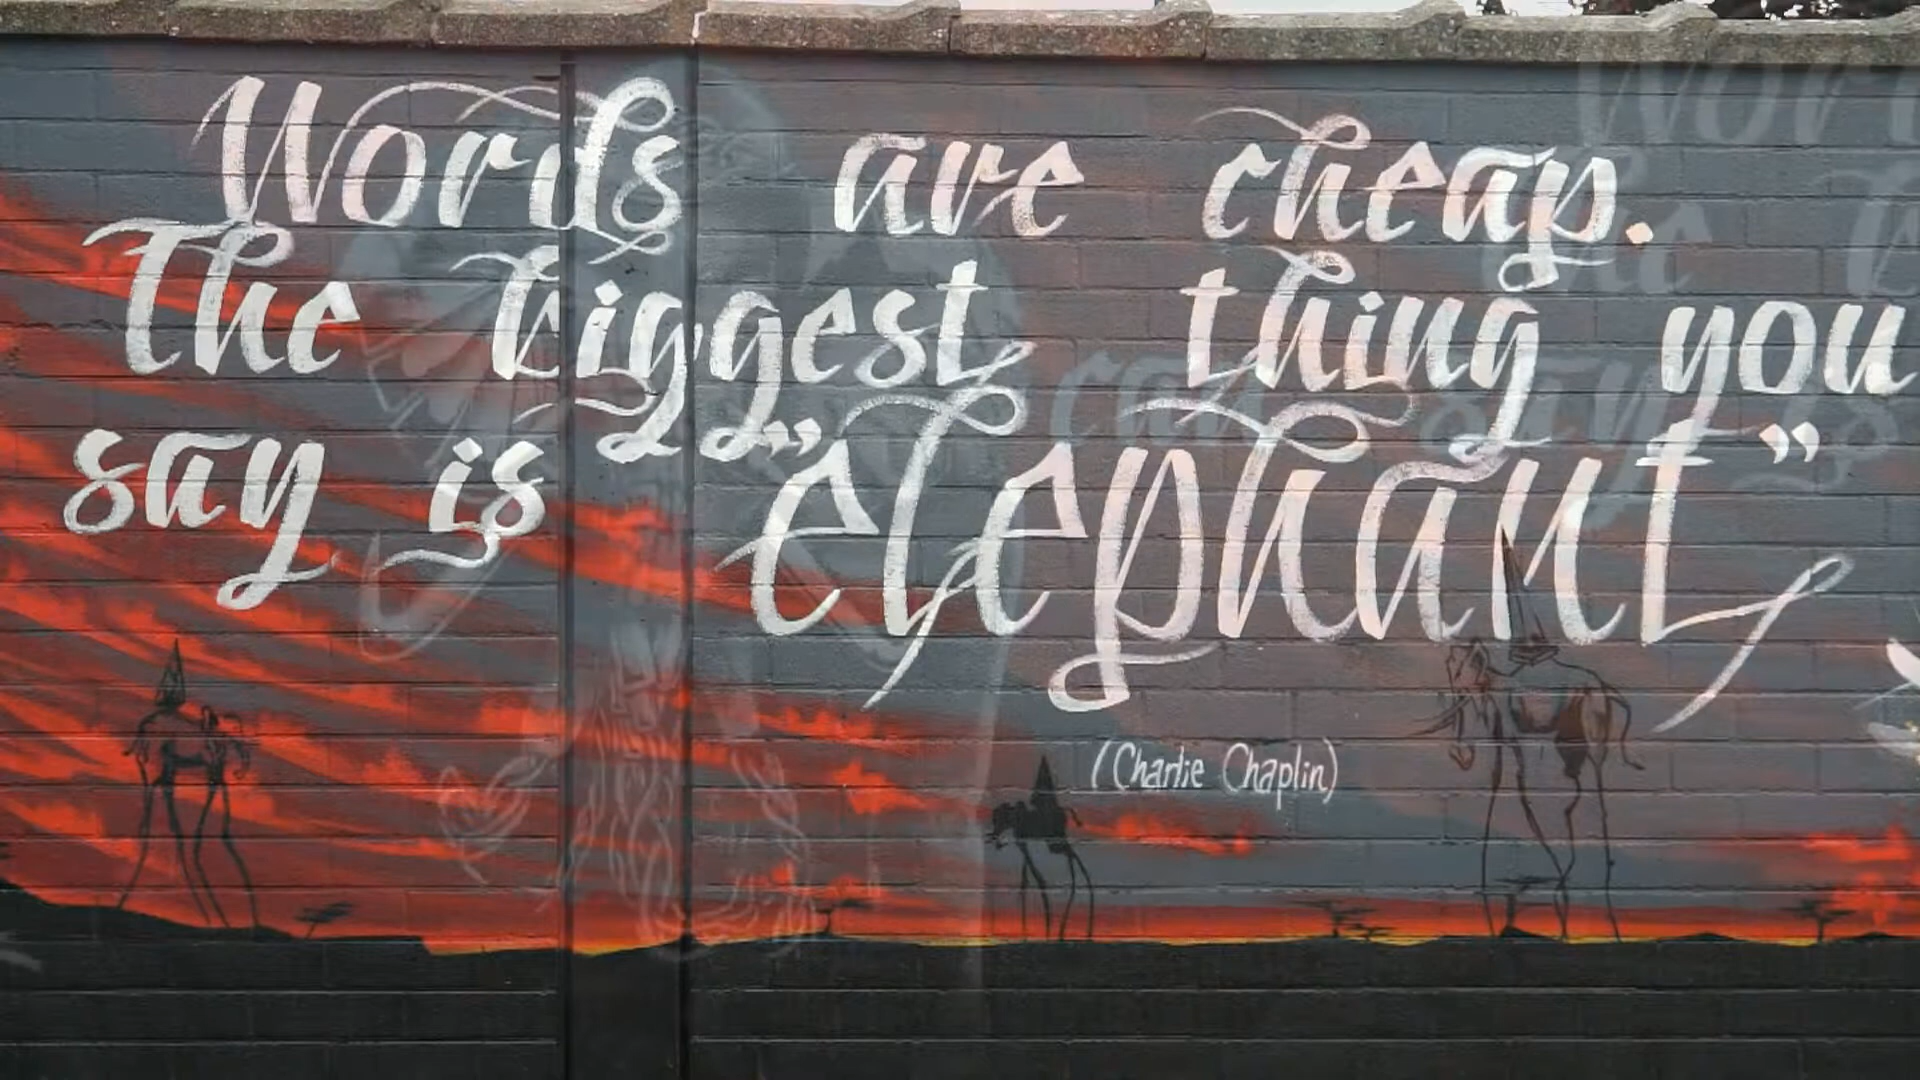 Words are cheap.
The biggest thing you
say is „elephant”
(Charlie Chaplin)